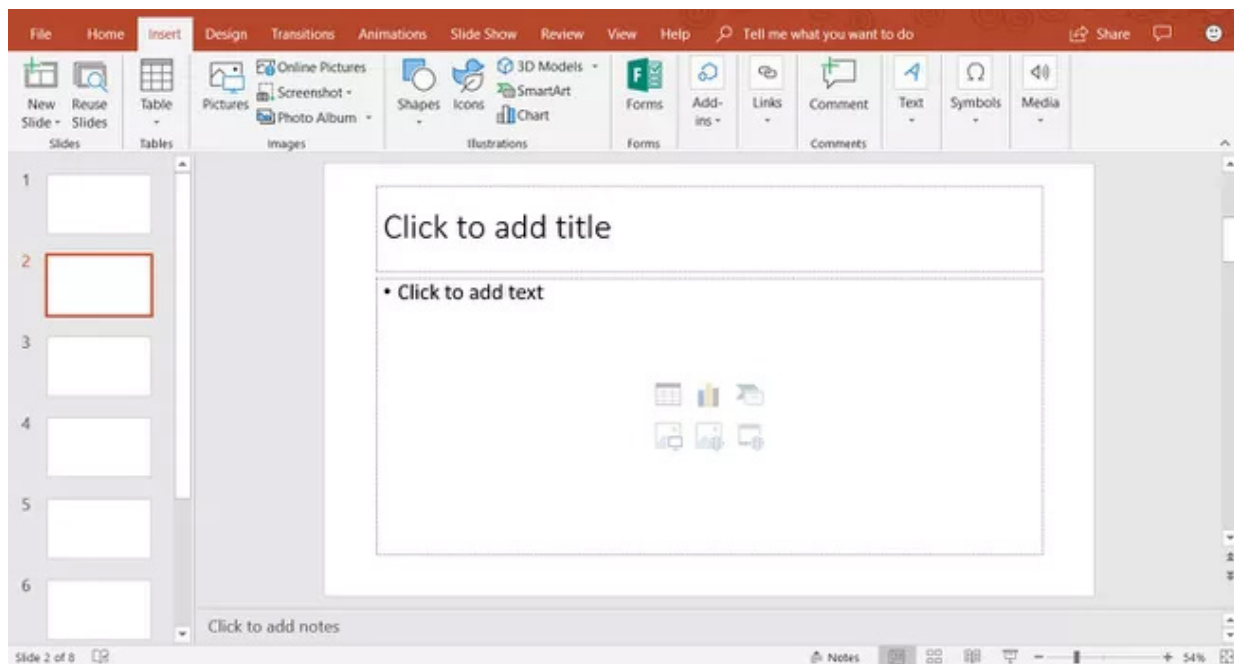 File Home Insert Design Transitions Animations Slide Show Review View Help Tell me what you want to do Share
New Slide
Reuse Slides
Slides
Table
Tables
Pictures
Online Pictures
Screenshot
Photo Album
Images
Shapes
Icons
3D Models
SmartArt
Chart
Illustrations
Forms
Forms
Add-ins
Links
Comment
Comments
Text
Symbols
Media
1
2
3
4
5
6
Click to add title
• Click to add text
Click to add notes
Slide 2 of 8
Notes
54%